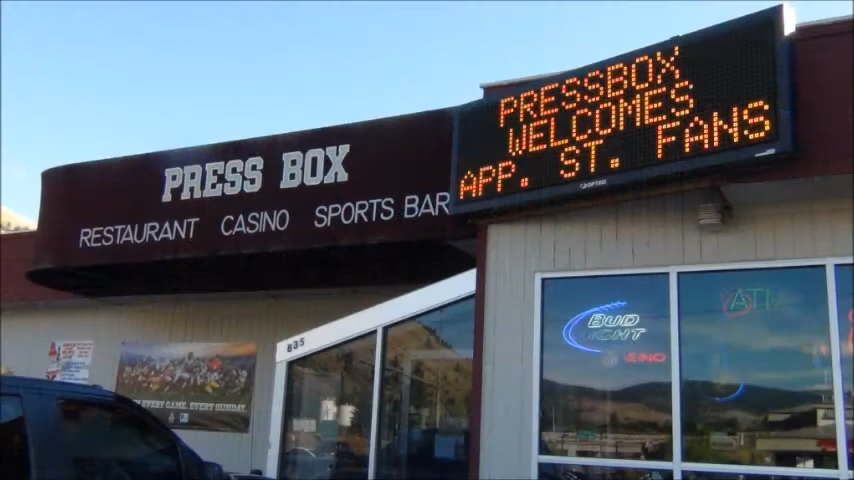 PRESSBOX
WELCOMES
APP. ST. FANS
PRESS BOX
RESTAURANT CASINO SPORTS BAR
835
BUD
LIGHT
KENO
ATM
EVERY GAME. EVERY SUNDAY.